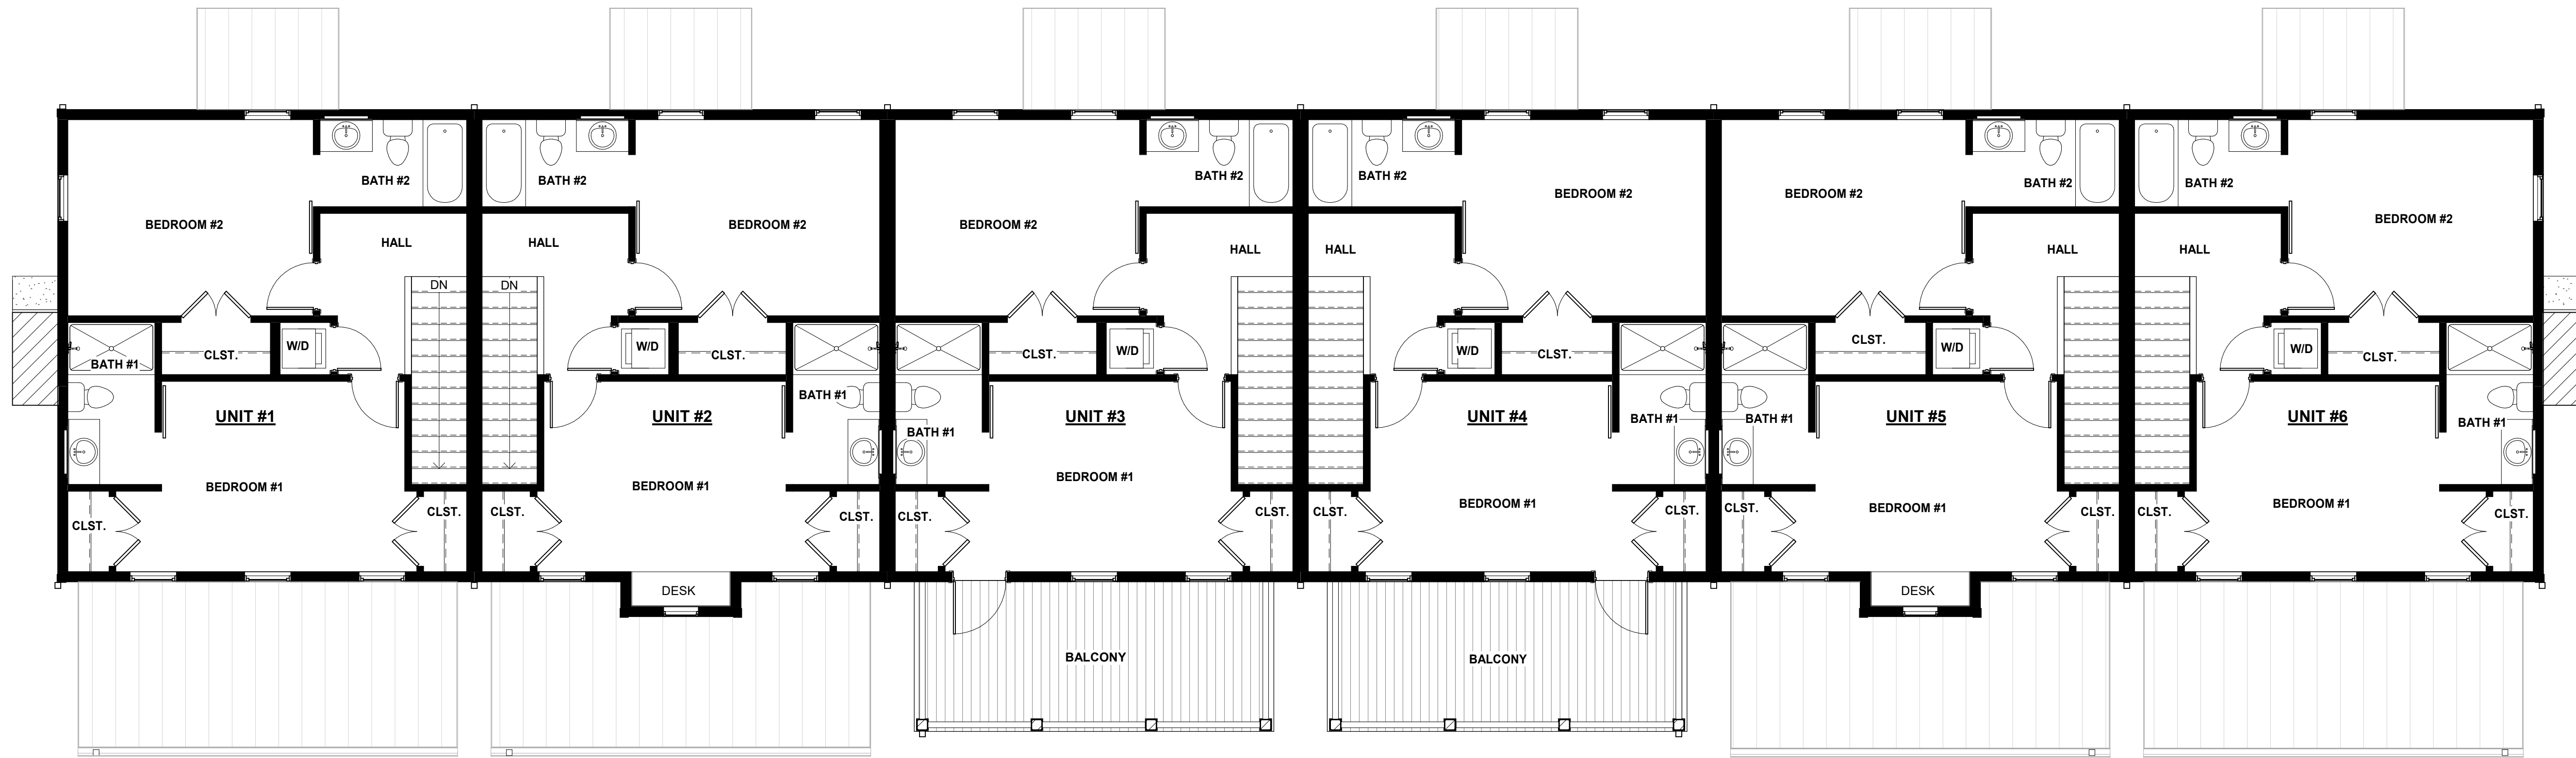 BATH #2
BATH #2
BATH #2
BATH #2
BATH #2
BATH #2
BEDROOM #2
BEDROOM #2
BEDROOM #2
BEDROOM #2
BEDROOM #2
BEDROOM #2
HALL
HALL
HALL
HALL
HALL
HALL
DN
DN
BATH #1
CLST.
W/D
W/D
CLST.
CLST.
W/D
W/D
CLST.
CLST.
W/D
W/D
CLST.
UNIT #1
UNIT #2
BATH #1
BATH #1
UNIT #3
UNIT #4
BATH #1
BATH #1
UNIT #5
UNIT #6
BATH #1
BEDROOM #1
BEDROOM #1
BEDROOM #1
BEDROOM #1
BEDROOM #1
BEDROOM #1
CLST.
CLST.
CLST.
CLST.
CLST.
CLST.
CLST.
CLST.
CLST.
CLST.
CLST.
CLST.
DESK
DESK
BALCONY
BALCONY